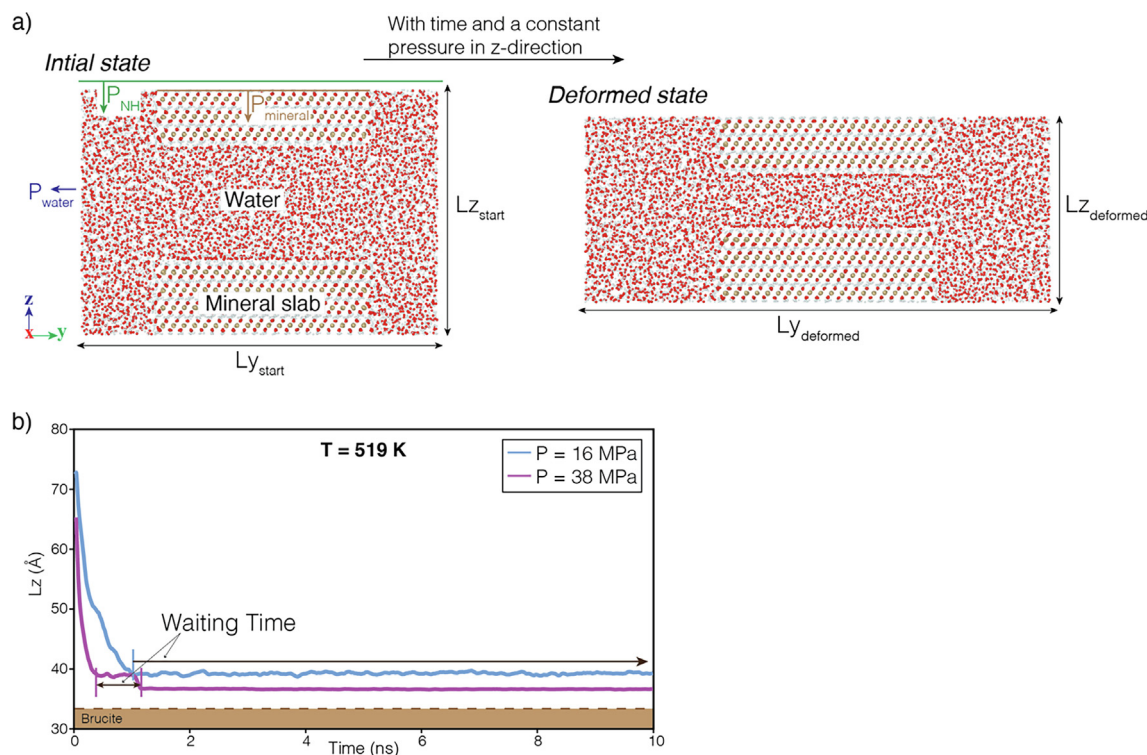 a)
With time and a constant
pressure in z-direction
Intial state
Deformed state
P NH
P mineral
P water
Water
Lz start
Lz deformed
Mineral slab
z
x y
Ly start
Ly deformed
b)
80
T = 519 K
P = 16 MPa
P = 38 MPa
70
60
Lz (Å)
50
Waiting Time
40
Brucite
30
0 2 4 6 8 10
Time (ns)